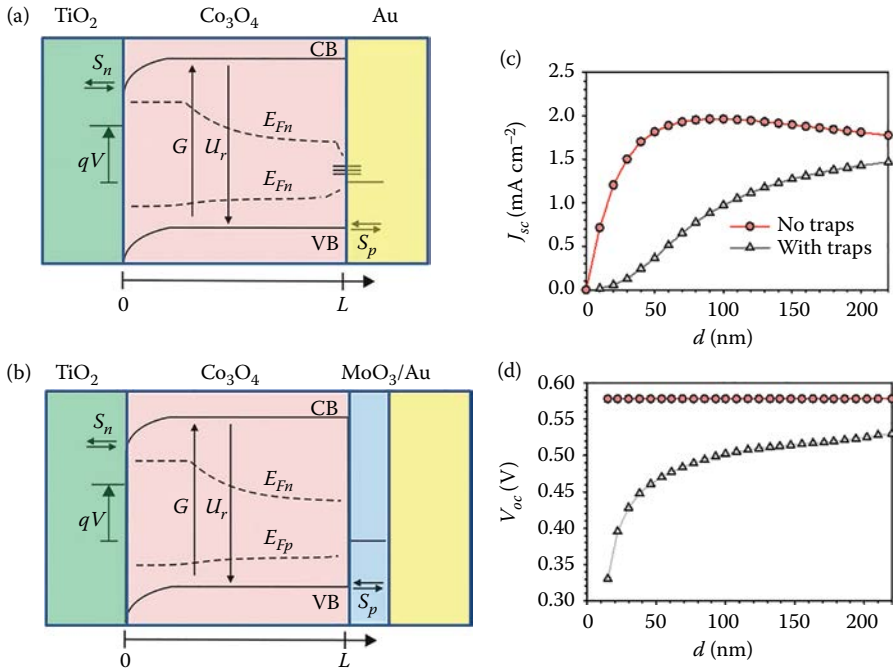 (a)
TiO2 Co3O4 Au
CB
Sn
EFn
qV
G Ur
EFn
VB
Sp
0 L
(b)
TiO2 Co3O4 MoO3/Au
CB
Sn
EFn
qV
G Ur
EFp
VB
Sp
0 L
(c)
2.5
2.0
1.5
1.0
0.5
0.0
Jsc (mA cm−2)
No traps
With traps
0 50 100 150 200
d (nm)
(d)
0.60
0.55
0.50
0.45
0.40
0.35
0.30
Voc (V)
0 50 100 150 200
d (nm)